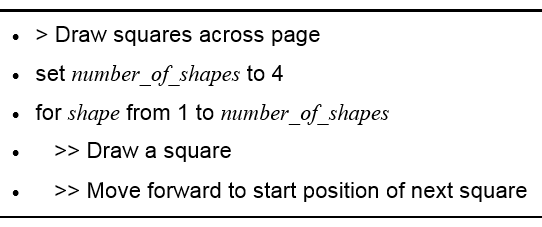 • > Draw squares across page
• set number_of_shapes to 4
• for shape from 1 to number_of_shapes
• >> Draw a square
• >> Move forward to start position of next square